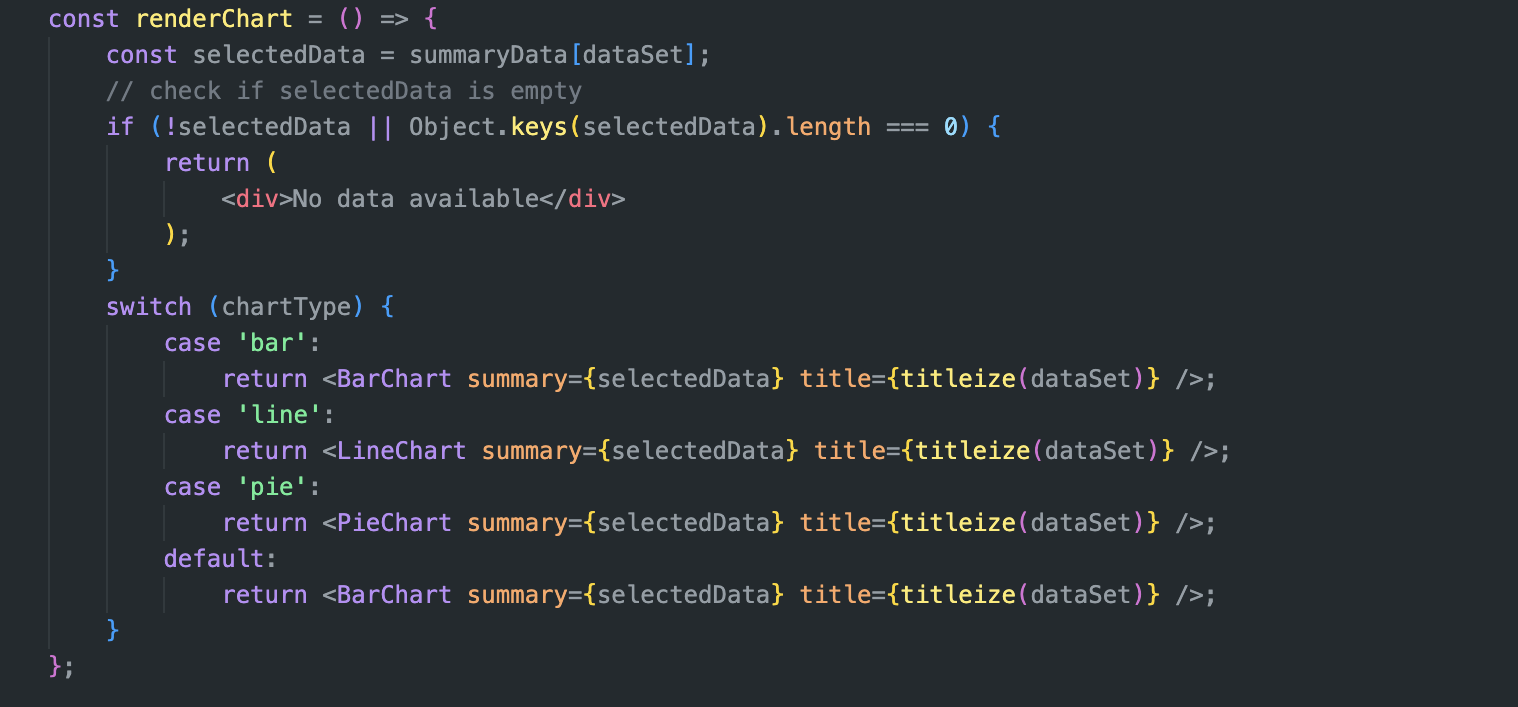 const renderChart = () => {
    const selectedData = summaryData[dataSet];
    // check if selectedData is empty
    if (!selectedData || Object.keys(selectedData).length === 0) {
        return (
            <div>No data available</div>
        );
    }
    switch (chartType) {
        case 'bar':
            return <BarChart summary={selectedData} title={titleize(dataSet)} />;
        case 'line':
            return <LineChart summary={selectedData} title={titleize(dataSet)} />;
        case 'pie':
            return <PieChart summary={selectedData} title={titleize(dataSet)} />;
        default:
            return <BarChart summary={selectedData} title={titleize(dataSet)} />;
    }
};